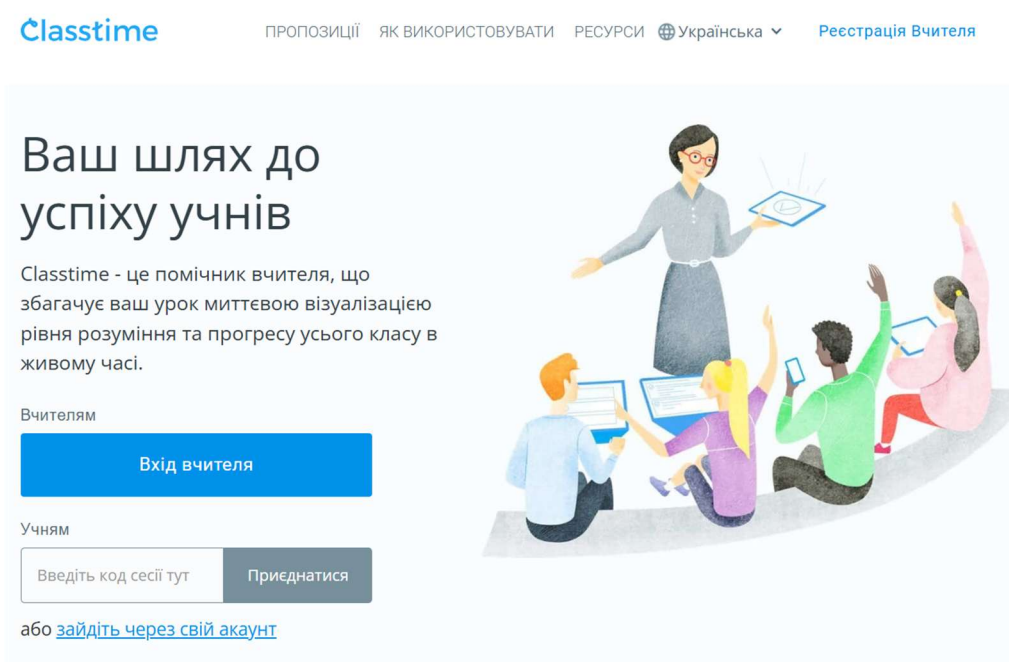 Classtime
ПРОПОЗИЦІЇ ЯК ВИКОРИСТОВУВАТИ РЕСУРСИ Українська Реєстрація Вчителя
Ваш шлях до
успіху учнів
Classtime - це помічник вчителя, що
збагачує ваш урок миттєвою візуалізацією
рівня розуміння та прогресу усього класу в
живому часі.
Вчителям
Вхід вчителя
Учням
Введіть код сесії тут Приєднатися
або зайдіть через свій акаунт